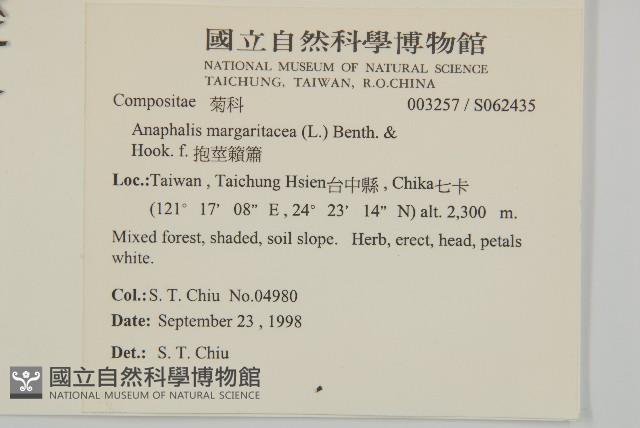 國立自然科學博物館
NATIONAL MUSEUM OF NATURAL SCIENCE
TAICHUNG, TAIWAN, R.O.CHINA
Compositae 菊科 003257 / S062435
Anaphalis margaritacea (L.) Benth. &
Hook. f. 抱莖籟簫
Loc.:Taiwan , Taichung Hsien台中縣 , Chika七卡
(121° 17' 08" E , 24° 23' 14" N) alt. 2,300 m.
Mixed forest, shaded, soil slope. Herb, erect, head, petals
white.
Col.: S. T. Chiu No.04980
Date: September 23 , 1998
Det.: S. T. Chiu
國立自然科學博物館
NATIONAL MUSEUM OF NATURAL SCIENCE